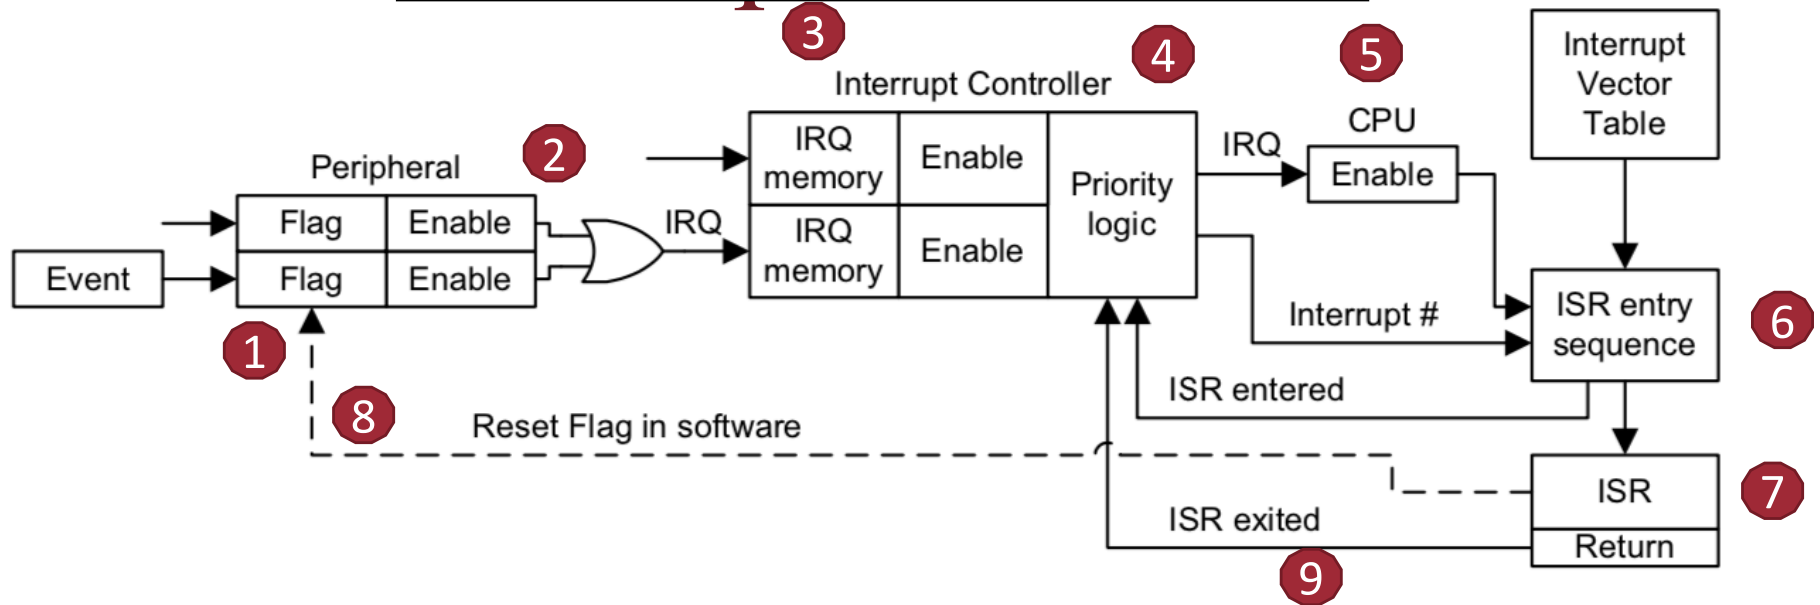 3
4
5
Interrupt
Vector
Table
Interrupt Controller
CPU
2
Peripheral
IRQ
memory
Enable
Priority
logic
IRQ
Enable
Flag
Enable
IRQ
IRQ
memory
Enable
Event
Flag
Enable
Interrupt #
ISR entry
sequence
6
1
ISR entered
8
Reset Flag in software
ISR
7
ISR exited
Return
9